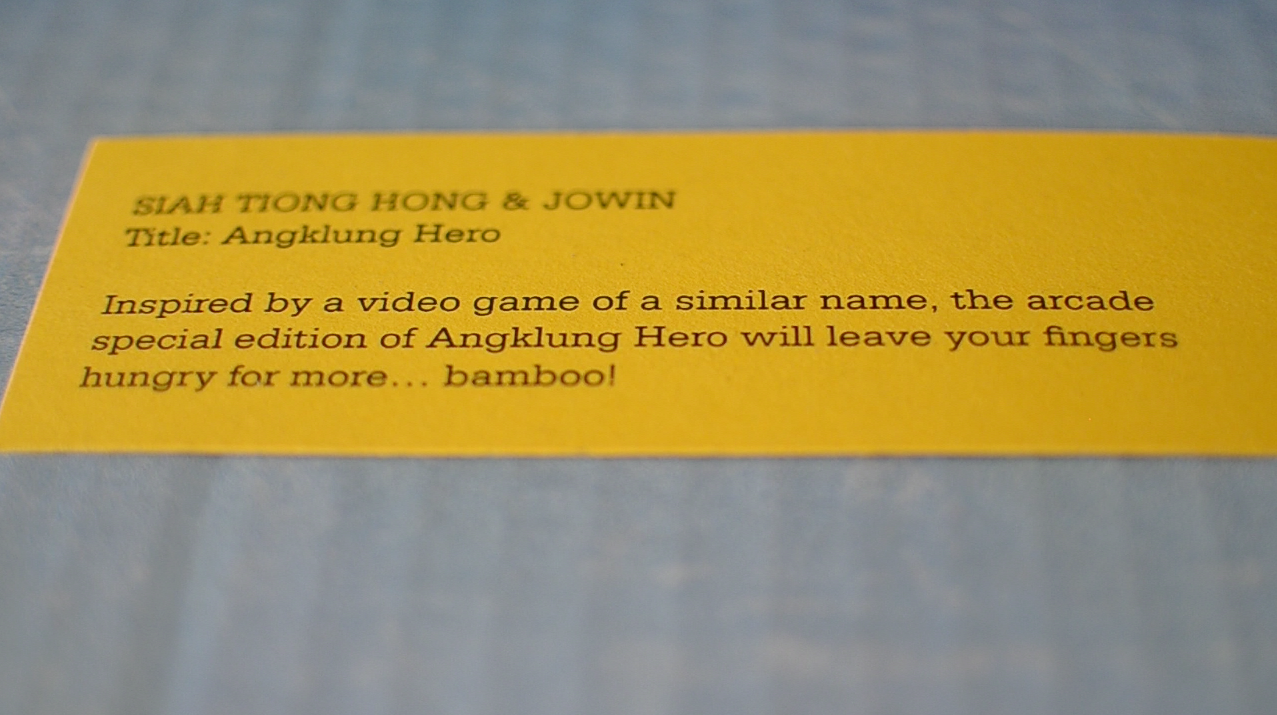 SIAH TIONG HONG & JOWIN
Title: Angklung Hero
Inspired by a video game of a similar name, the arcade
special edition of Angklung Hero will leave your fingers
hungry for more... bamboo!